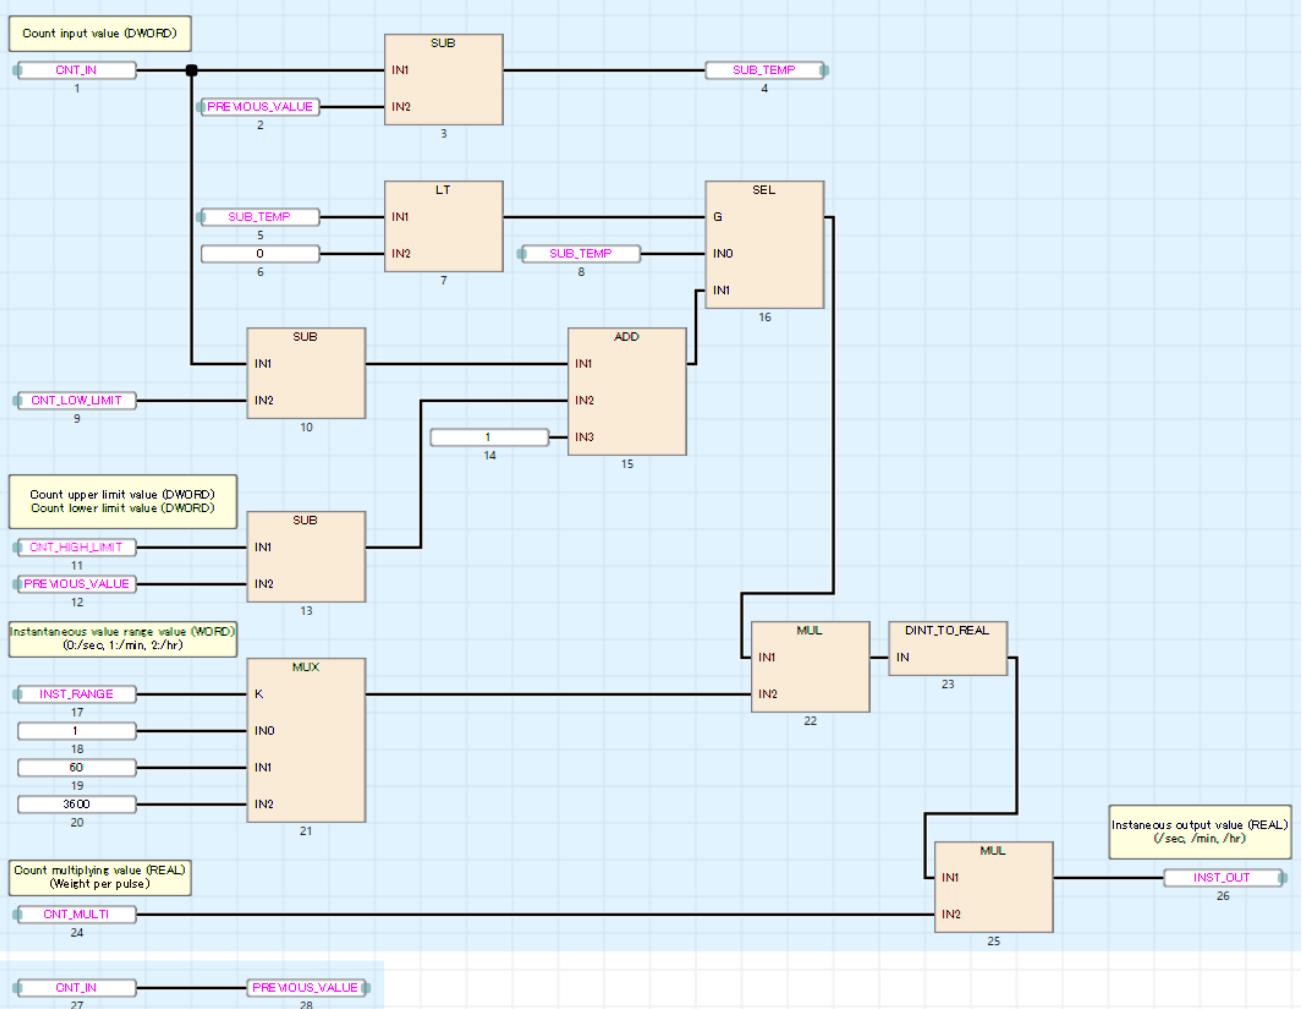 Count input value (DWORD)
SUB
CNT_IN
IN1
SUB_TEMP
1
4
PREVIOUS_VALUE
IN2
2
3
LT
SEL
SUB_TEMP
IN1
G
5
0
IN2
SUB_TEMP
IN0
6
7
8
IN1
16
SUB
ADD
IN1
IN1
CNT_LOW_LIMIT
IN2
IN2
9
10
1
IN3
14
15
Count upper limit value (DWORD)
Count lower limit value (DWORD)
SUB
CNT_HIGH_LIMIT
IN1
11
PREVIOUS_VALUE
IN2
12
13
Instantaneous value range value (WORD)
(0:/sec, 1:/min, 2:/hr)
MUL
DINT_TO_REAL
IN1
IN
MUX
23
INST_RANGE
K
IN2
17
22
1
IN0
18
60
IN1
19
3600
IN2
20
21
Instaneous output value (REAL)
(/sec, /min, /hr)
MUL
Count multiplying value (REAL)
(Weight per pulse)
IN1
INST_OUT
26
CNT_MULTI
IN2
24
25
CNT_IN
PREVIOUS_VALUE
27
28